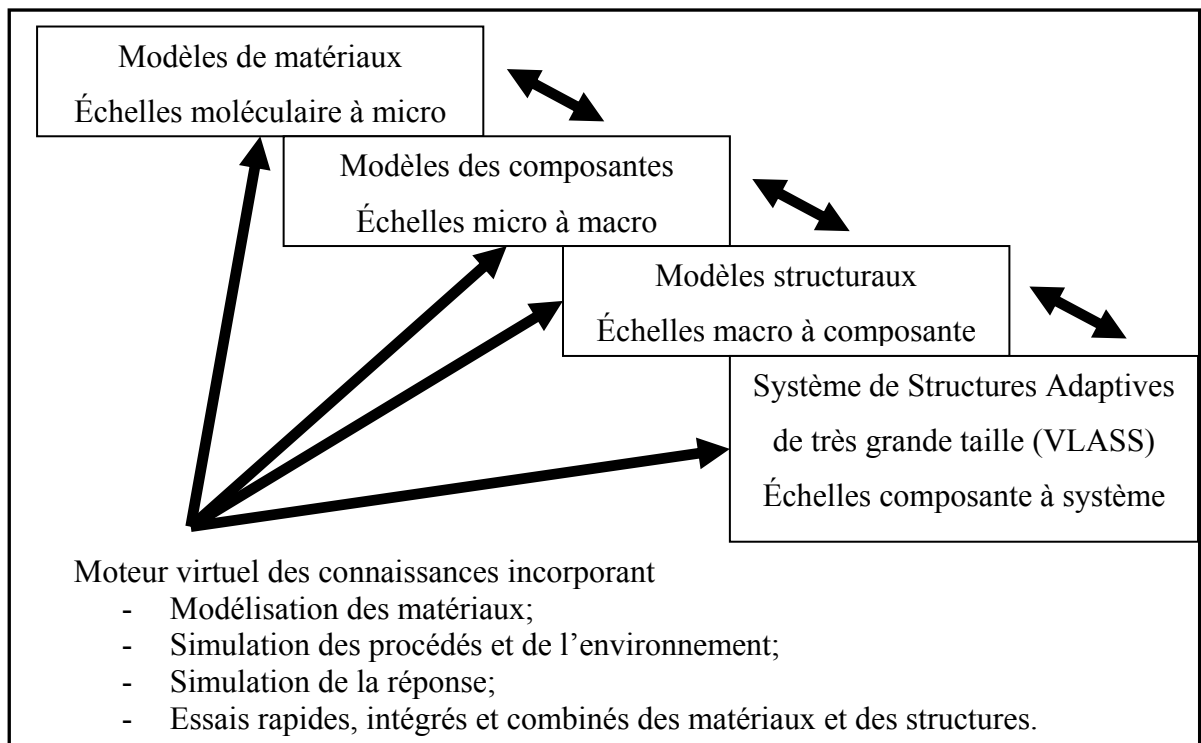 Modèles de matériaux
Échelles moléculaire à micro
Modèles des composantes
Échelles micro à macro
Modèles structuraux
Échelles macro à composante
Système de Structures Adaptives
de très grande taille (VLASS)
Échelles composante à système
Moteur virtuel des connaissances incorporant
- Modélisation des matériaux;
- Simulation des procédés et de l’environnement;
- Simulation de la réponse;
- Essais rapides, intégrés et combinés des matériaux et des structures.